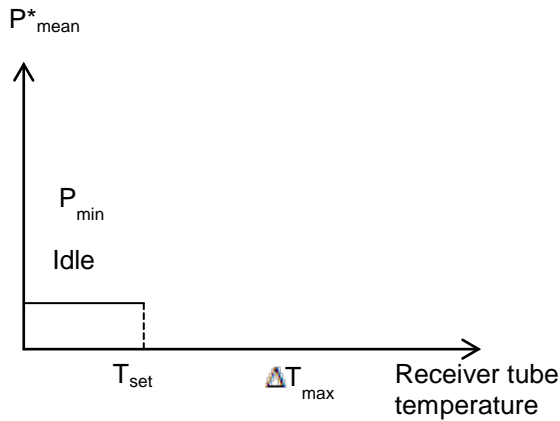 P*mean
Pmin
Idle
Tset
ΔTmax
Receiver tube
temperature